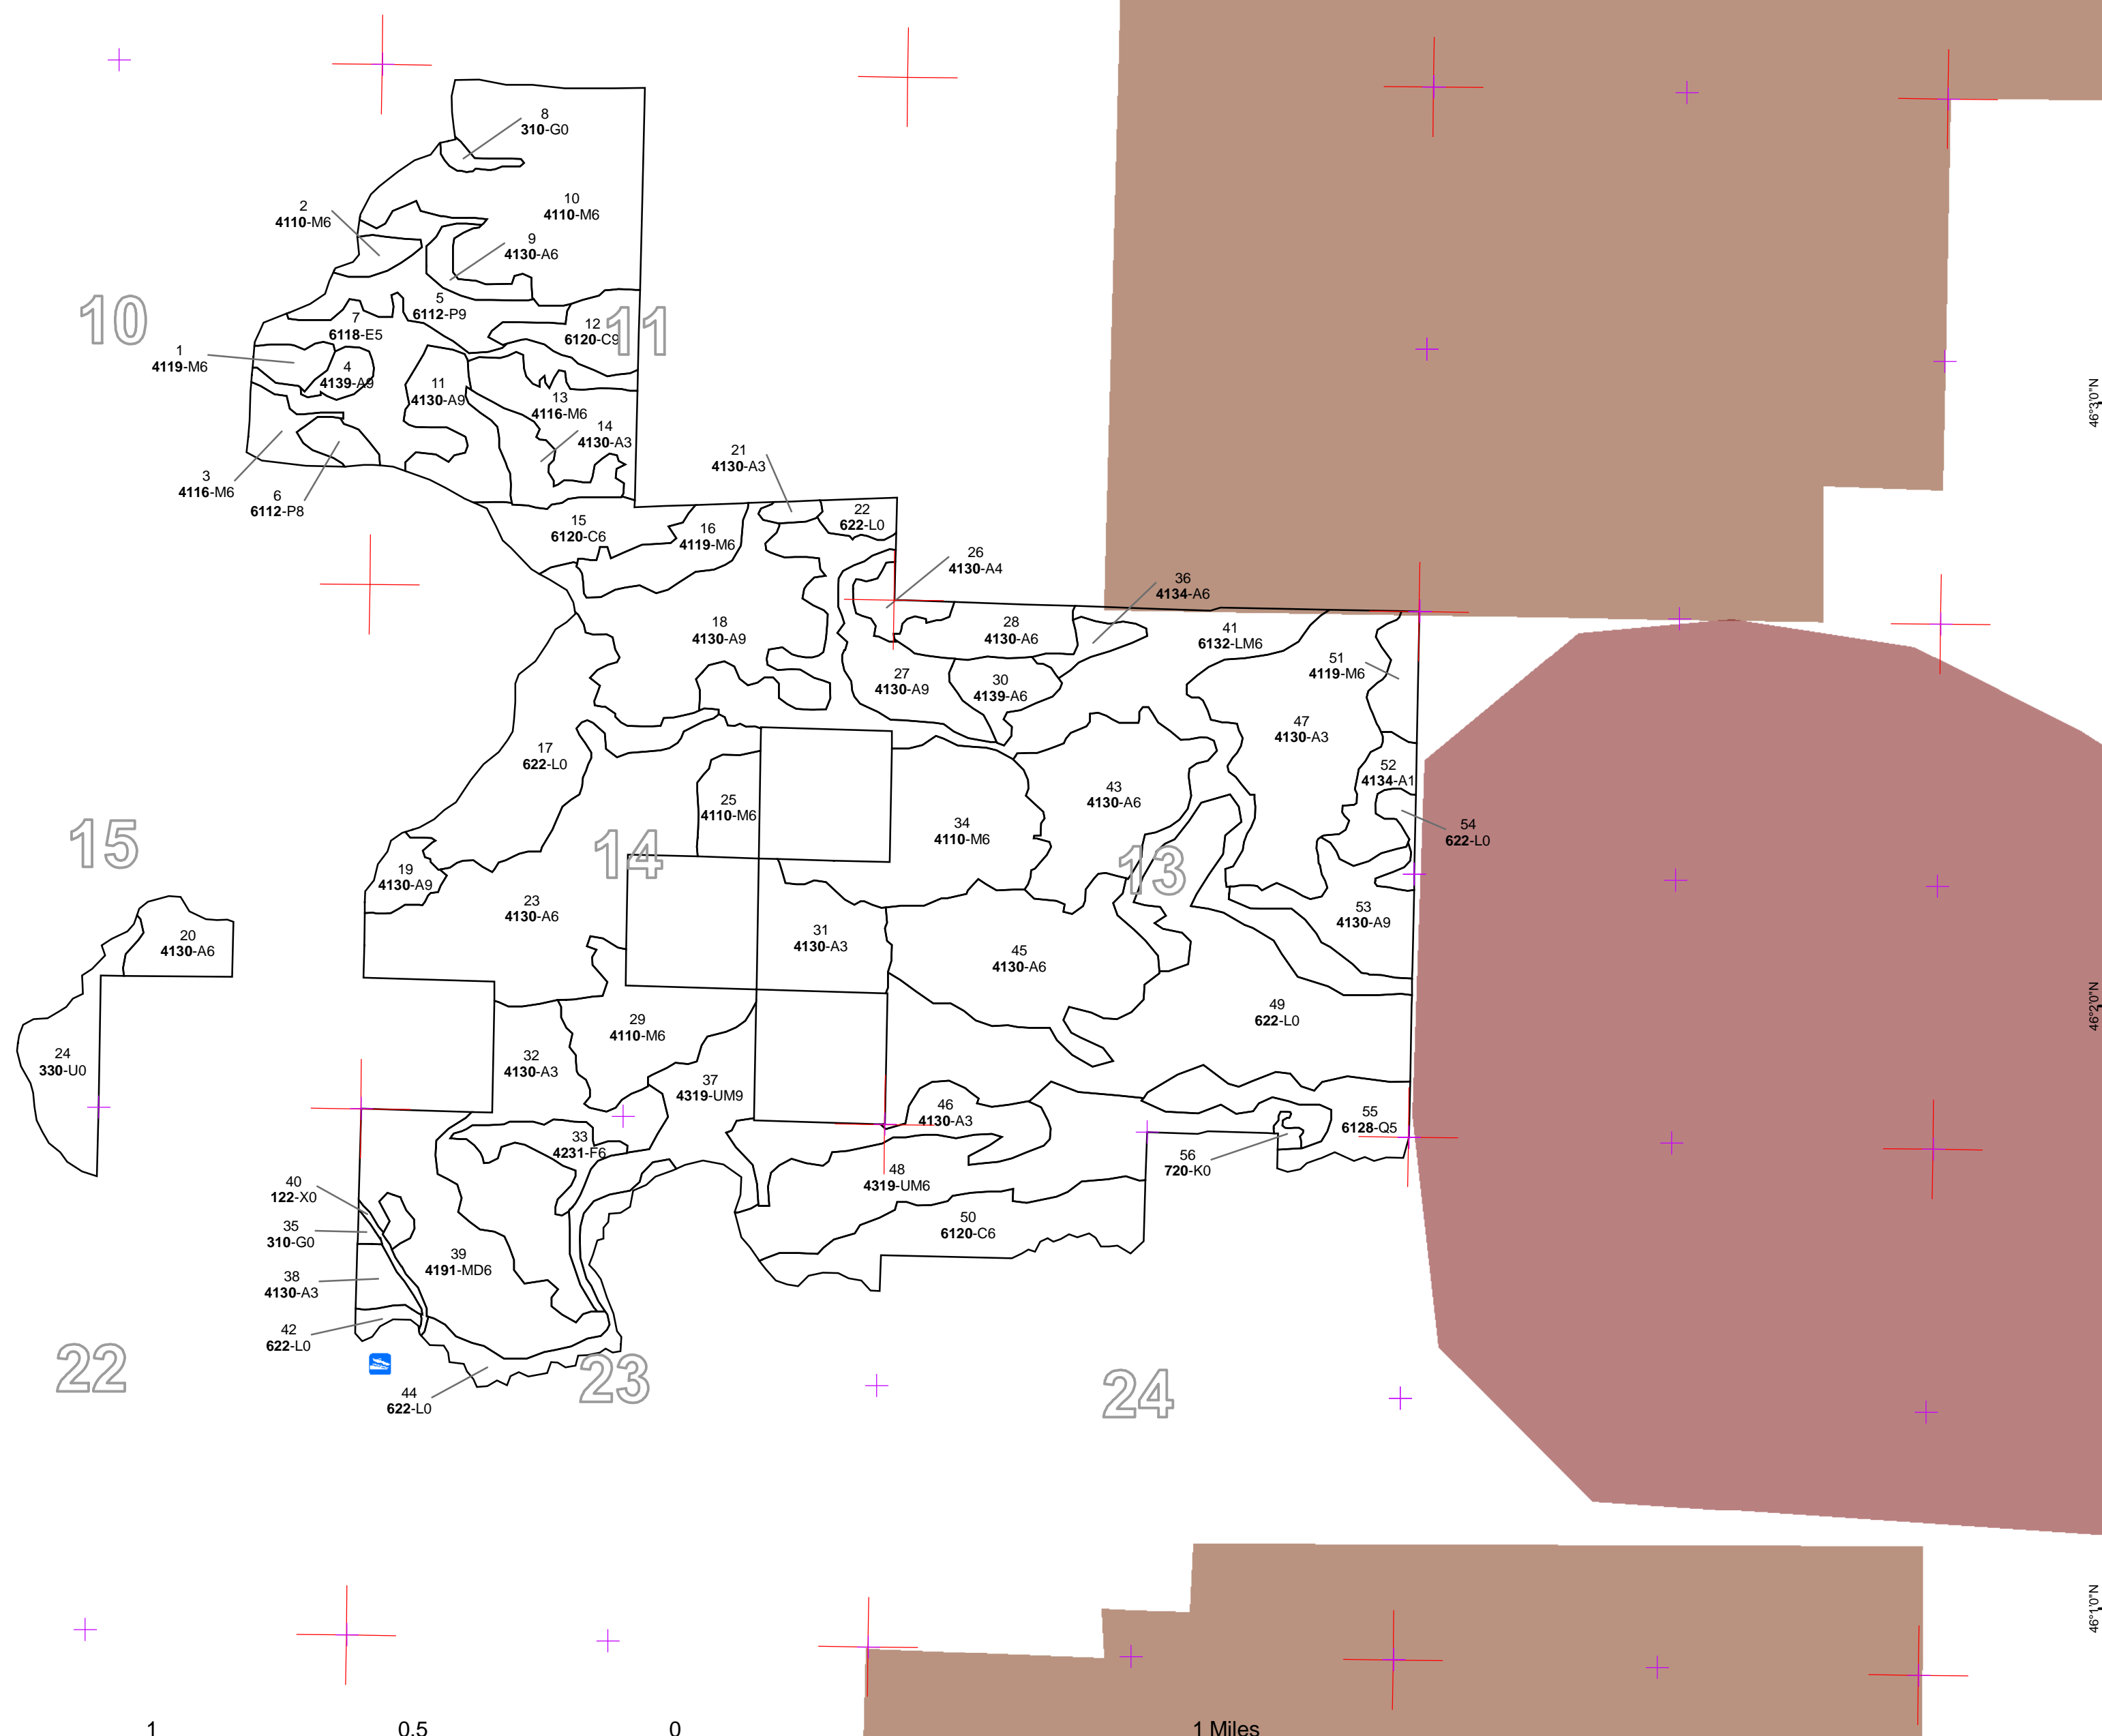 8
310-G0
10
4110-M6
2
4110-M6
9
4130-A6
5
6112-P9
7
6118-E5
12
6120-C9
10
11
1
4119-M6
4
4139-A9
11
4130-A9
13
4116-M6
14
4130-A3
46°3'0"N
3
4116-M6
6
6112-P8
21
4130-A3
15
6120-C6
16
4119-M6
22
622-L0
26
4130-A4
36
4134-A6
18
4130-A9
28
4130-A6
41
6132-LM6
27
4130-A9
30
4139-A6
51
4119-M6
47
4130-A3
17
622-L0
52
4134-A1
25
4110-M6
43
4130-A6
34
4110-M6
54
622-L0
15
14
13
19
4130-A9
23
4130-A6
20
4130-A6
31
4130-A3
45
4130-A6
53
4130-A9
46°2'0"N
49
622-L0
29
4110-M6
24
330-U0
32
4130-A3
37
4319-UM9
46
4130-A3
55
6128-Q5
33
4231-F6
56
720-K0
48
4319-UM6
40
122-X0
35
310-G0
50
6120-C6
39
4191-MD6
38
4130-A3
42
622-L0
22
23
24
44
622-L0
46°1'0"N
1 0.5 0 1 Miles